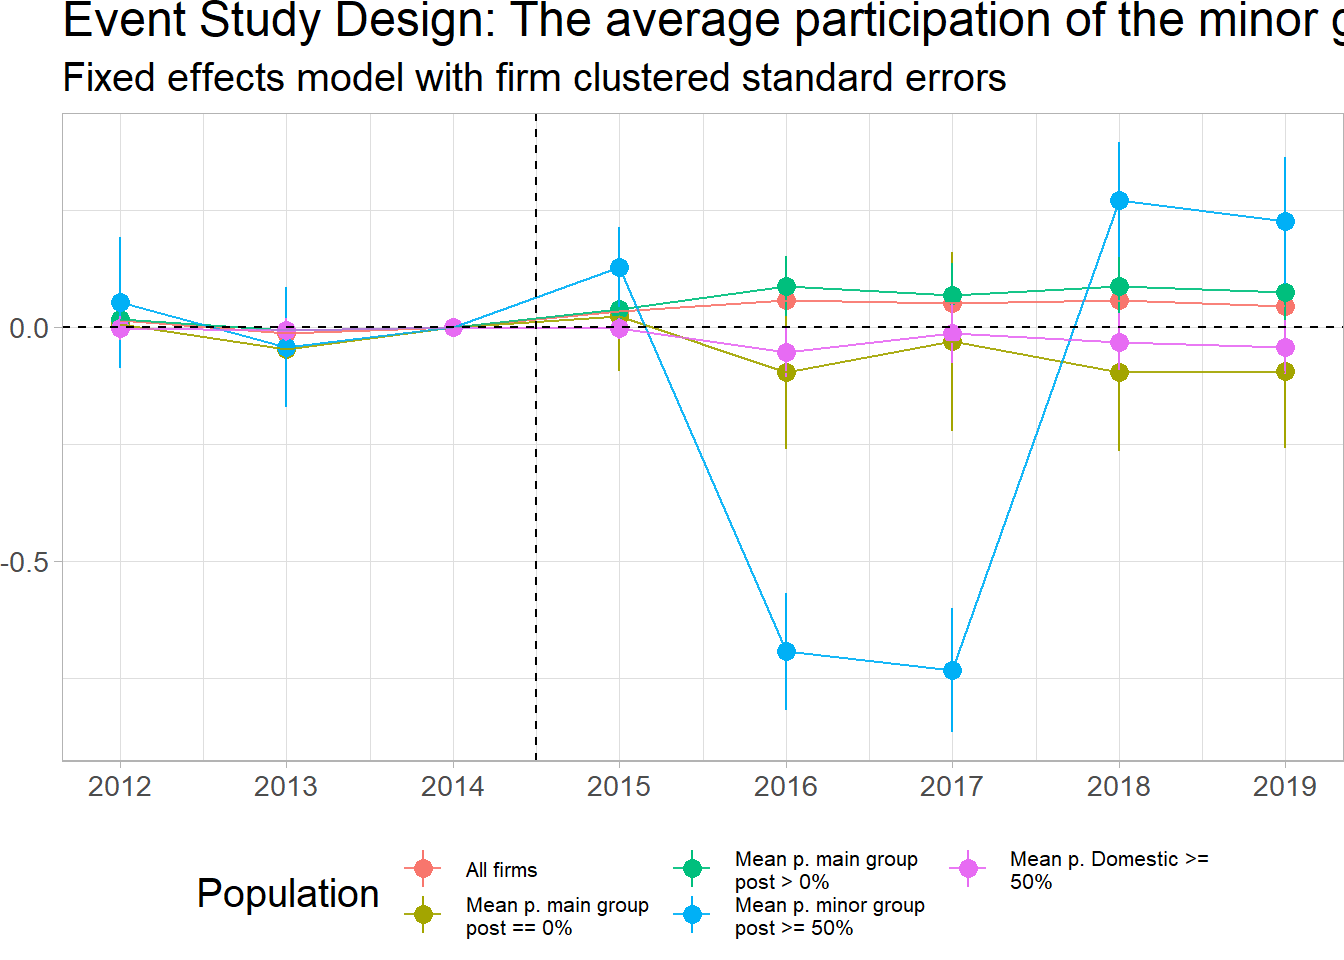 Event Study Design: The average participation of the minor
Fixed effects model with firm clustered standard errors
0.0
-0.5
2012 2013 2014 2015 2016 2017 2018 2019
Population
All firms
Mean p. main group
post == 0%
Mean p. main group
post > 0%
Mean p. minor group
post >= 50%
Mean p. Domestic >=
50%